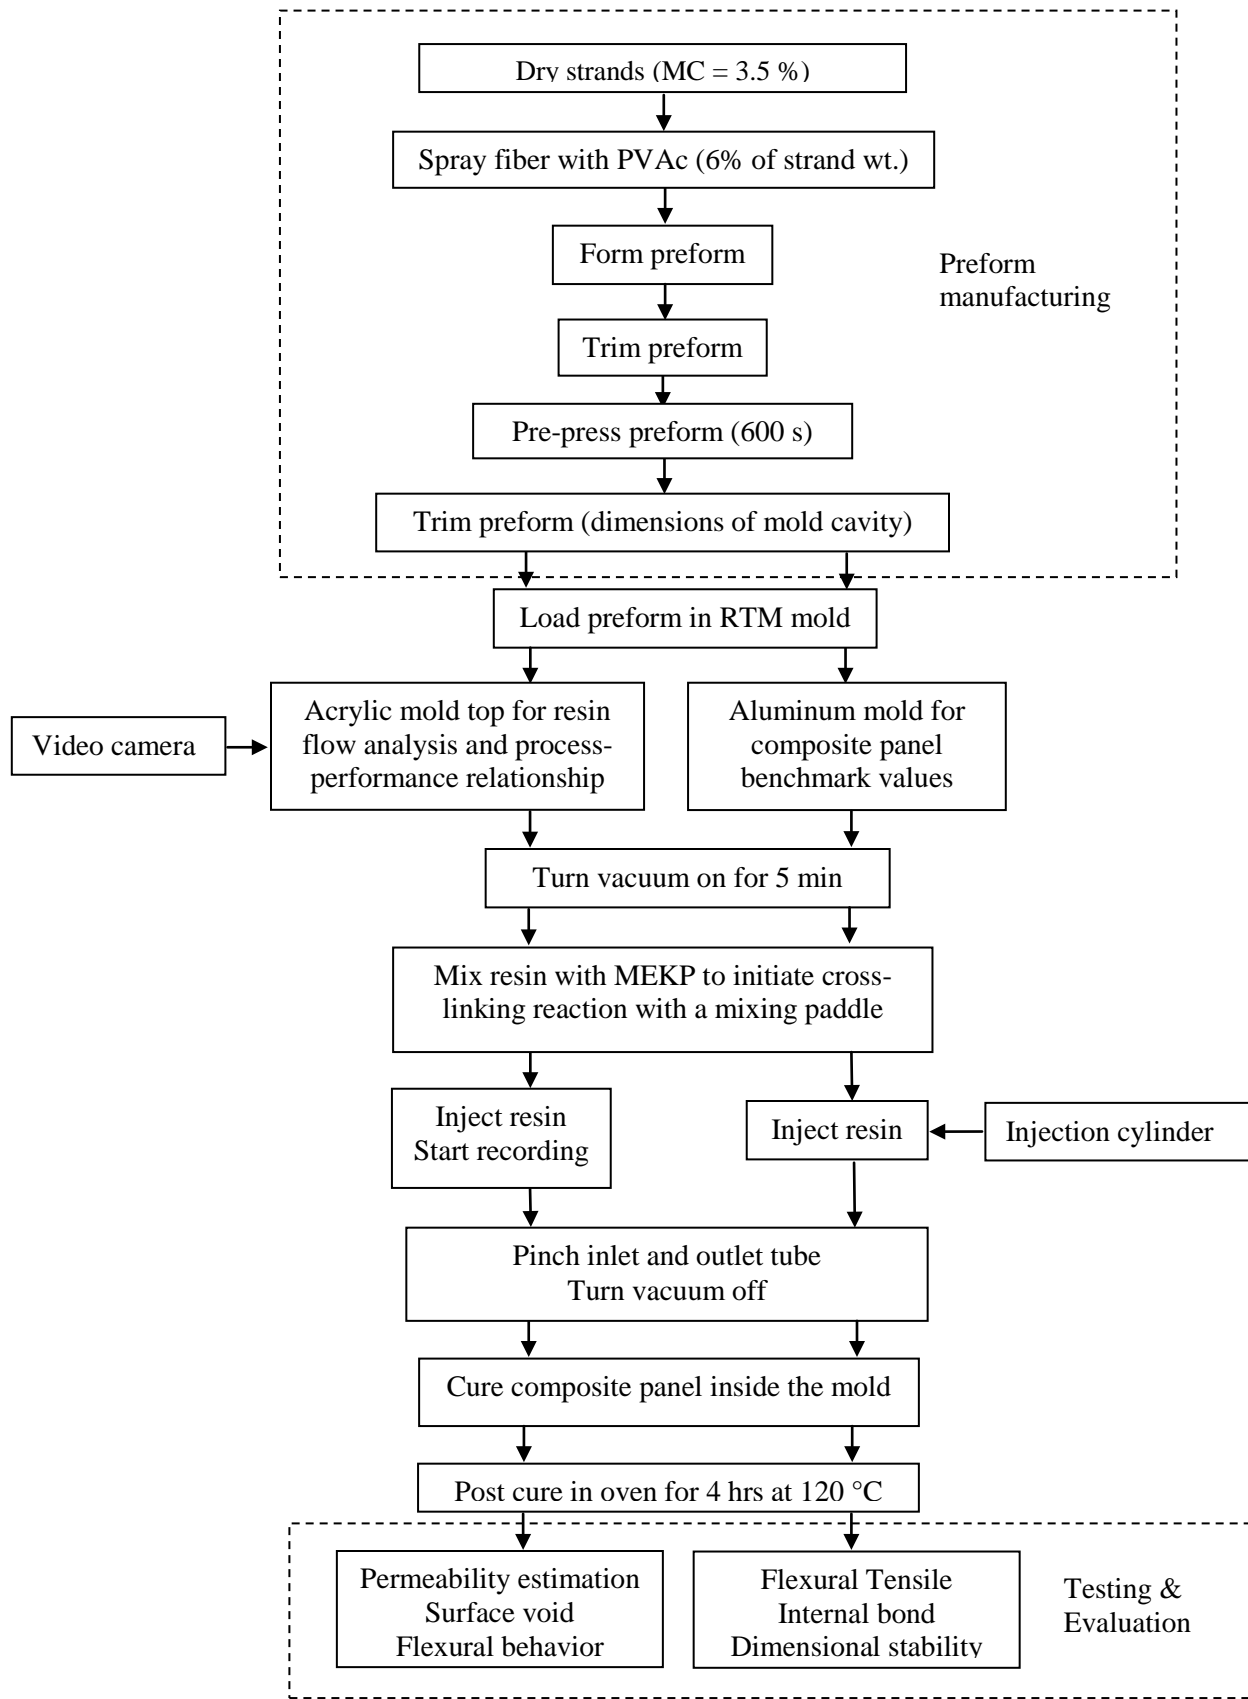 Dry strands (MC = 3.5 %)
Spray fiber with PVAc (6% of strand wt.)
Form preform
Preform
manufacturing
Trim preform
Pre-press preform (600 s)
Trim preform (dimensions of mold cavity)
Load preform in RTM mold
Video camera
Acrylic mold top for resin
flow analysis and process-
performance relationship
Aluminum mold for
composite panel
benchmark values
Turn vacuum on for 5 min
Mix resin with MEKP to initiate cross-
linking reaction with a mixing paddle
Inject resin
Start recording
Inject resin
Injection cylinder
Pinch inlet and outlet tube
Turn vacuum off
Cure composite panel inside the mold
Post cure in oven for 4 hrs at 120 °C
Permeability estimation
Surface void
Flexural behavior
Flexural Tensile
Internal bond
Dimensional stability
Testing &
Evaluation